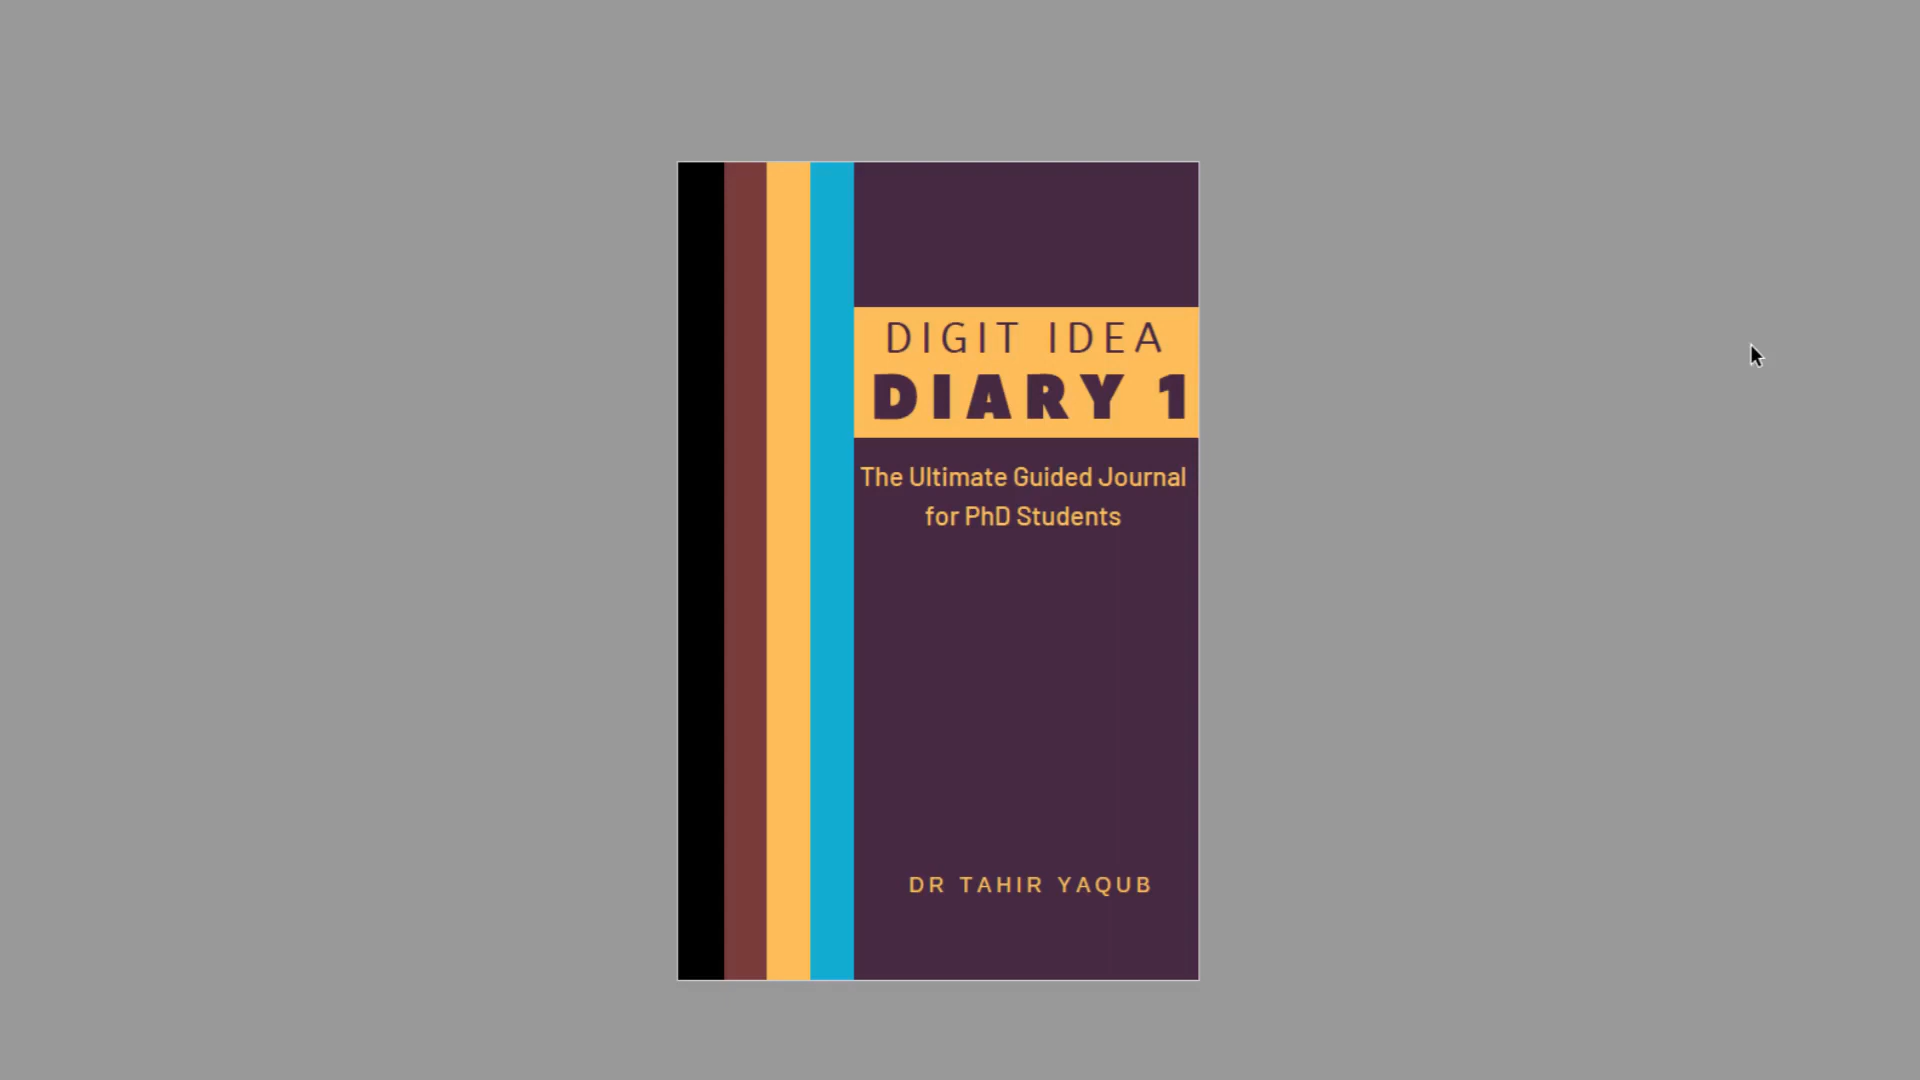 DIGIT IDEA
DIARY 1
The Ultimate Guided Journal
for PhD Students
DR TAHIR YAQUB